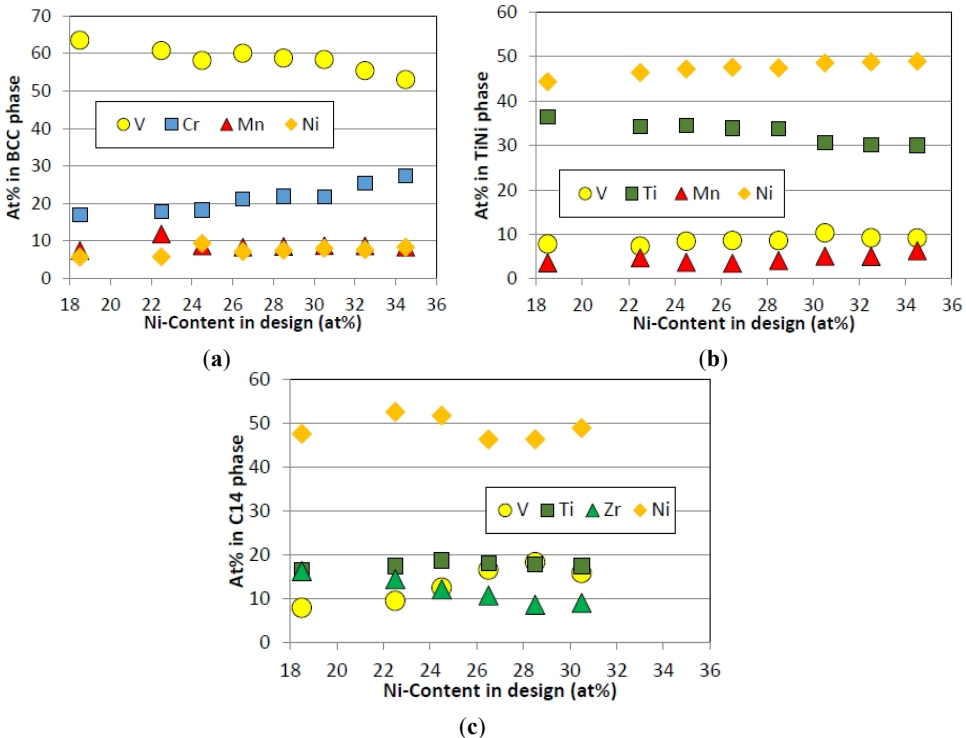 At% in BCC phase
70
60
50
40
30
20
10
0
V Cr Mn Ni
18 20 22 24 26 28 30 32 34 36
Ni-Content in design (at%)
(a)
At% in TiNi phase
60
50
40
30
20
10
0
V Ti Mn Ni
18 20 22 24 26 28 30 32 34 36
Ni-Content in design (at%)
(b)
At% in C14 phase
60
50
40
30
20
10
0
V Ti Zr Ni
18 20 22 24 26 28 30 32 34 36
Ni-Content in design (at%)
(c)